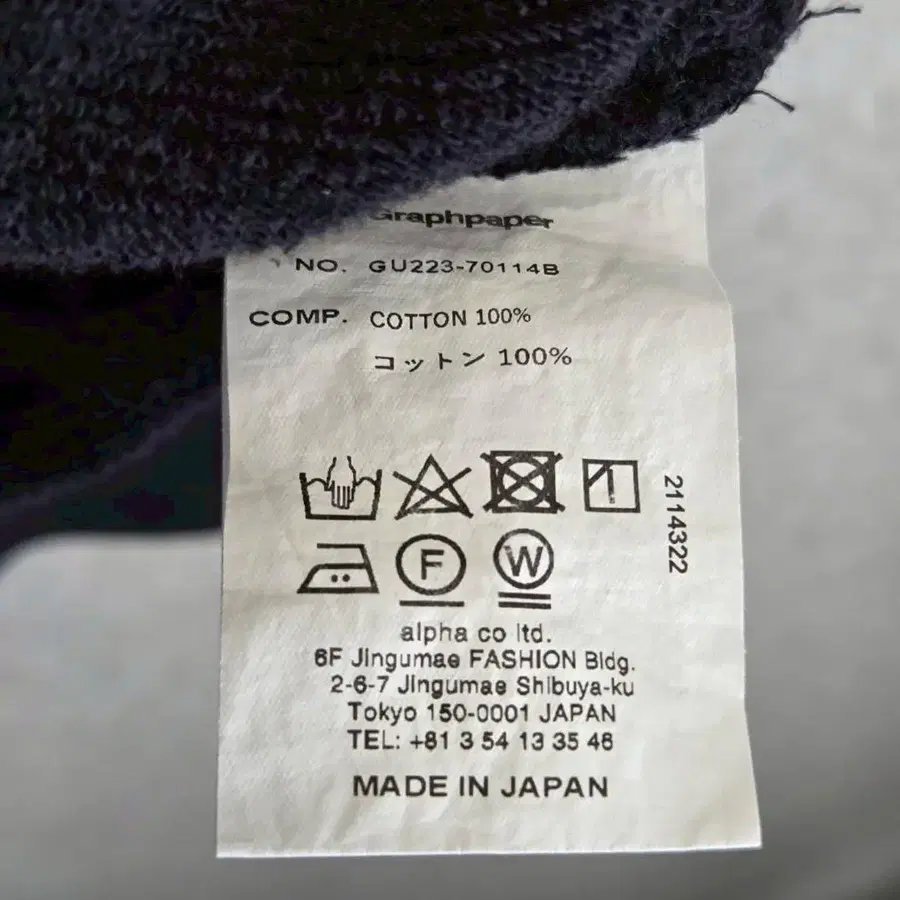 Graphpaper
NO. GU223-70114B
COMP. COTTON 100%
コットン 100%
2114322
F W
alpha co ltd.
6F Jingumae FASHION Bldg.
2-6-7 Jingumae Shibuya-ku
Tokyo 150-0001 JAPAN
TEL: +81 3 54 13 35 46
MADE IN JAPAN